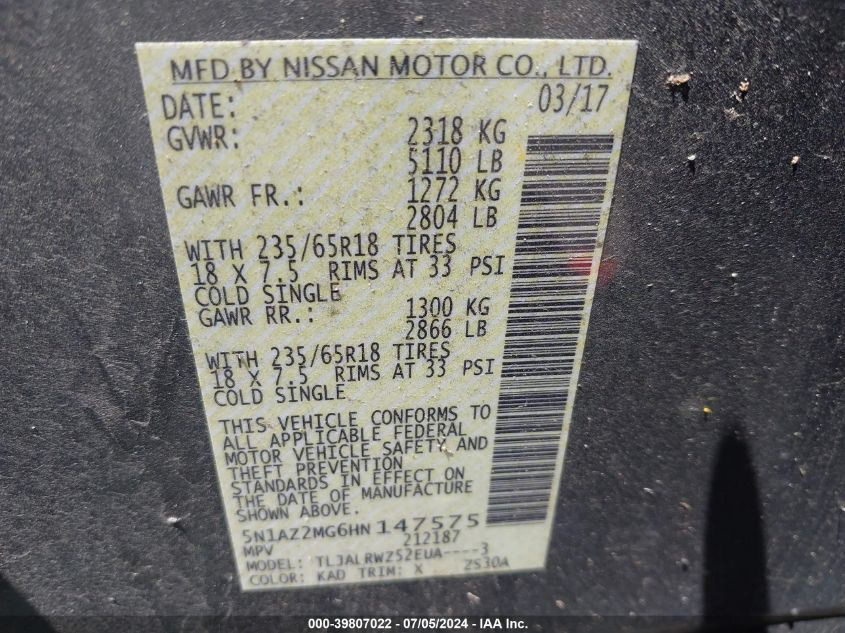 MFD.BY NISSAN MOTOR CO., LTD.
DATE: 03/17
GVWR: 2318 KG
5110 LB
GAWR FR.: 1272 KG
2804 LB
WITH 235/65R18 TIRES
18 X 7.5 RIMS AT 33 PSI
COLD SINGLE
GAWR RR.: 1300 KG
2866 LB
WITH 235/65R18 TIRES
18 X 7.5 RIMS AT 33 PSI
COLD SINGLE
THIS VEHICLE CONFORMS TO
ALL APPLICABLE FEDERAL
MOTOR VEHICLE SAFETY AND
THEFT PREVENTION
STANDARDS IN EFFECT ON
THE DATE OF MANUFACTURE
SHOWN ABOVE.
5N1AZ2MG6HN 147575
MPV 212187
MODEL: TLJALRWZ52EUA----3
COLOR: KAD TRIM: X ZS30A
000-39807022 - 07/05/2024 - IAA Inc.